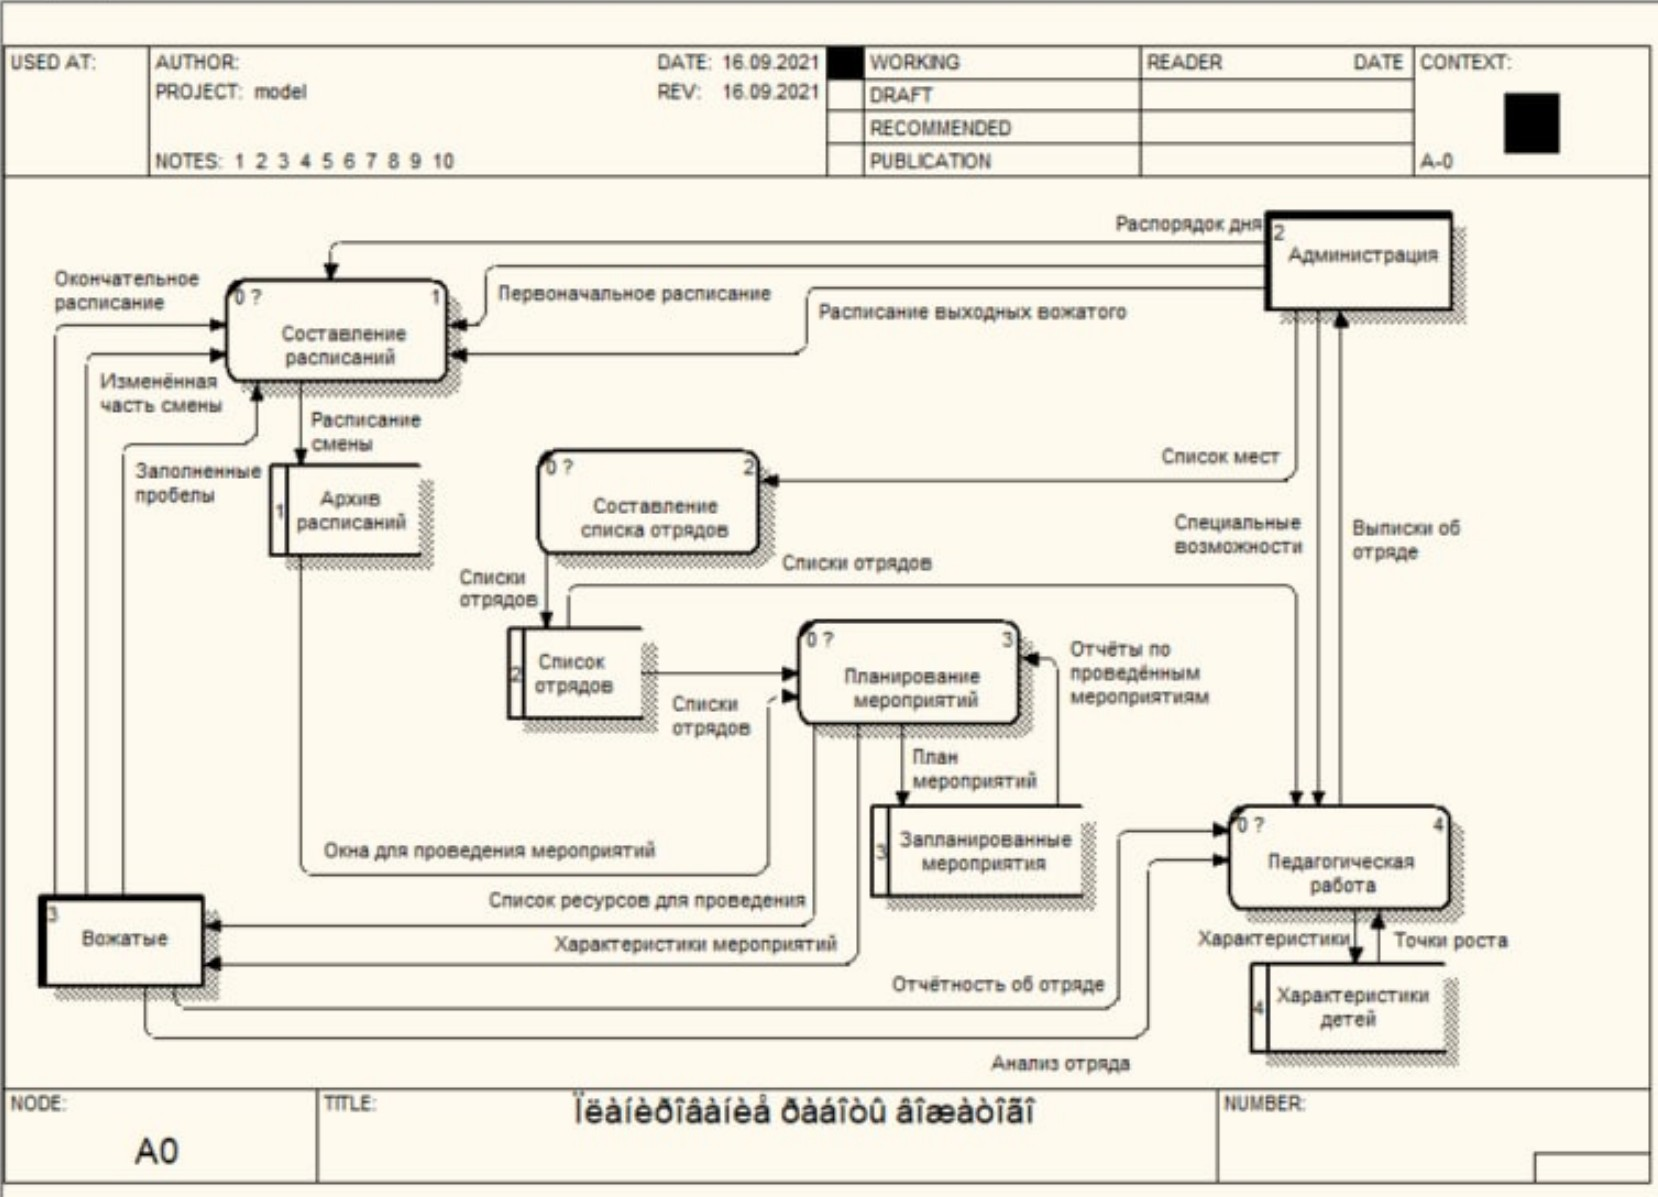 USED AT:
AUTHOR:
DATE: 16.09.2021
WORKING
READER
DATE
CONTEXT:
PROJECT: model
REV: 16.09.2021
DRAFT
RECOMMENDED
NOTES: 1 2 3 4 5 6 7 8 9 10
PUBLICATION
A-0
Распорядок дня
2
Администрация
Окончательное
расписание
Первоначальное расписание
Расписание выходных вожатого
0 ?
1
Составление
расписаний
Изменённая
часть смены
Расписание
смены
Заполненные
пробелы
1
Архив
расписаний
0 ?
2
Составление
списка отрядов
Список мест
Специальные
возможности
Выписки об
отряде
Списки отрядов
Списки
отрядов
2
Список
отрядов
Списки
отрядов
0 ?
3
Планирование
мероприятий
Отчёты по
проведённым
мероприятиям
План
мероприятий
3
Запланированные
мероприятия
0 ?
4
Педагогическая
работа
Окна для проведения мероприятий
Список ресурсов для проведения
3
Вожатые
Характеристики мероприятий
Характеристики
Точки роста
Отчётность об отряде
4
Характеристики
детей
Анализ отряда
NODE:
A0
TITLE:
Ïëàíèðîâàíèå ðàáîòû âîæàòîãî
NUMBER: